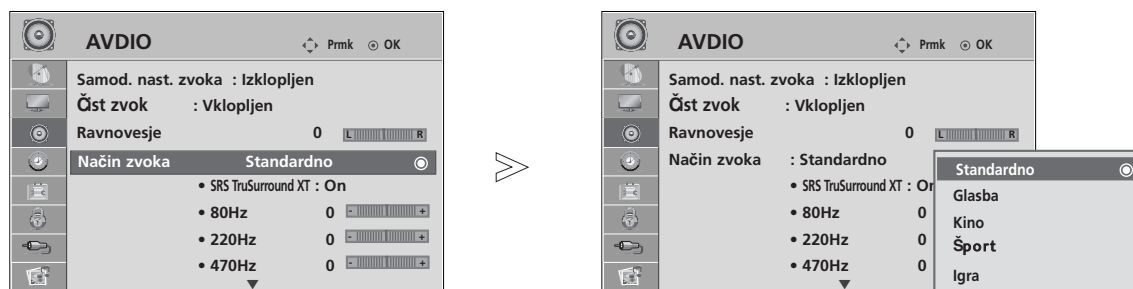 AVDIO Prmk OK
Samod. nast. zvoka : Izklopljen
Čist zvok : Vklopljen
Ravnovesje 0 L R
Način zvoka Standardno
• SRS TruSurround XT : On
• 80Hz 0 - +
• 220Hz 0 - +
• 470Hz 0 - +
AVDIO Prmk OK
Samod. nast. zvoka : Izklopljen
Čist zvok : Vklopljen
Ravnovesje 0 L R
Način zvoka : Standardno
• SRS TruSurround XT : On
• 80Hz 0
• 220Hz 0
• 470Hz 0
Standardno
Glasba
Kino
Šport
Igra